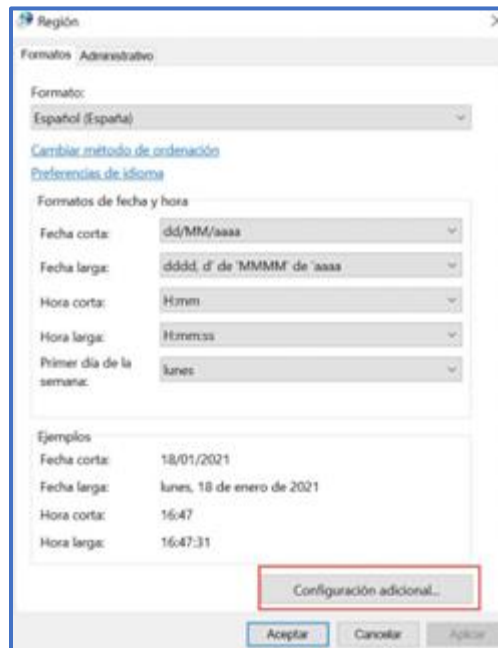 Región
Formatos Administrativo
Formato:
Español (España)
Cambiar método de ordenación
Preferencias de idioma
Formatos de fecha y hora
Fecha corta: dd/MM/aaaa
Fecha larga: dddd, d' de 'MMMM' de 'aaaa
Hora corta: H:mm
Hora larga: H:mm:ss
Primer día de la
semana: lunes
Ejemplos
Fecha corta: 18/01/2021
Fecha larga: lunes, 18 de enero de 2021
Hora corta: 16:47
Hora larga: 16:47:31
Configuración adicional...
Aceptar Cancelar Aplicar